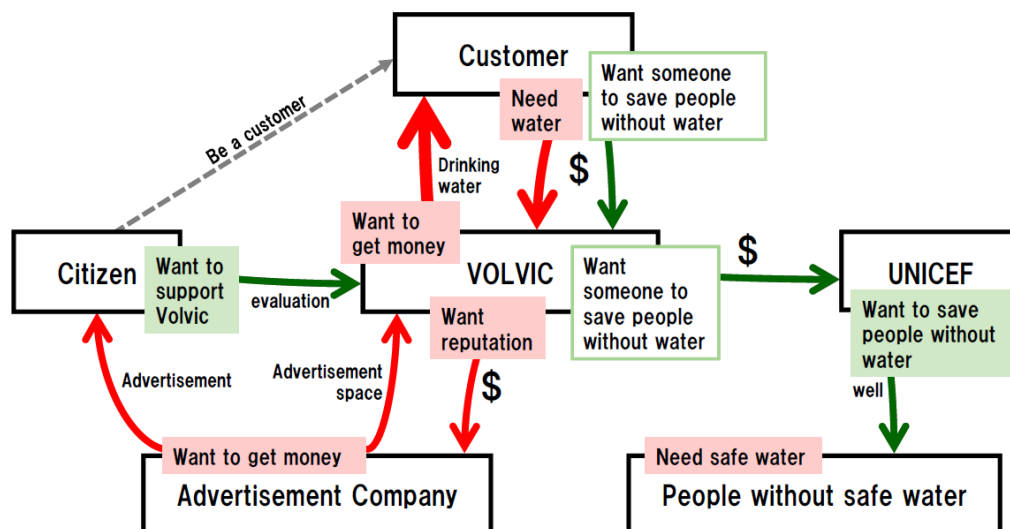 Customer
Need
water
Want someone
to save people
without water
Be a customer
Drinking
water
$
Want to
get money
Citizen
Want to
support
Volvic
evaluation
VOLVIC
Want
someone to
save people
without water
$
UNICEF
Want to save
people without
water
Want
reputation
$
Advertisement
Advertisement
space
well
Want to get money
Advertisement Company
Need safe water
People without safe water